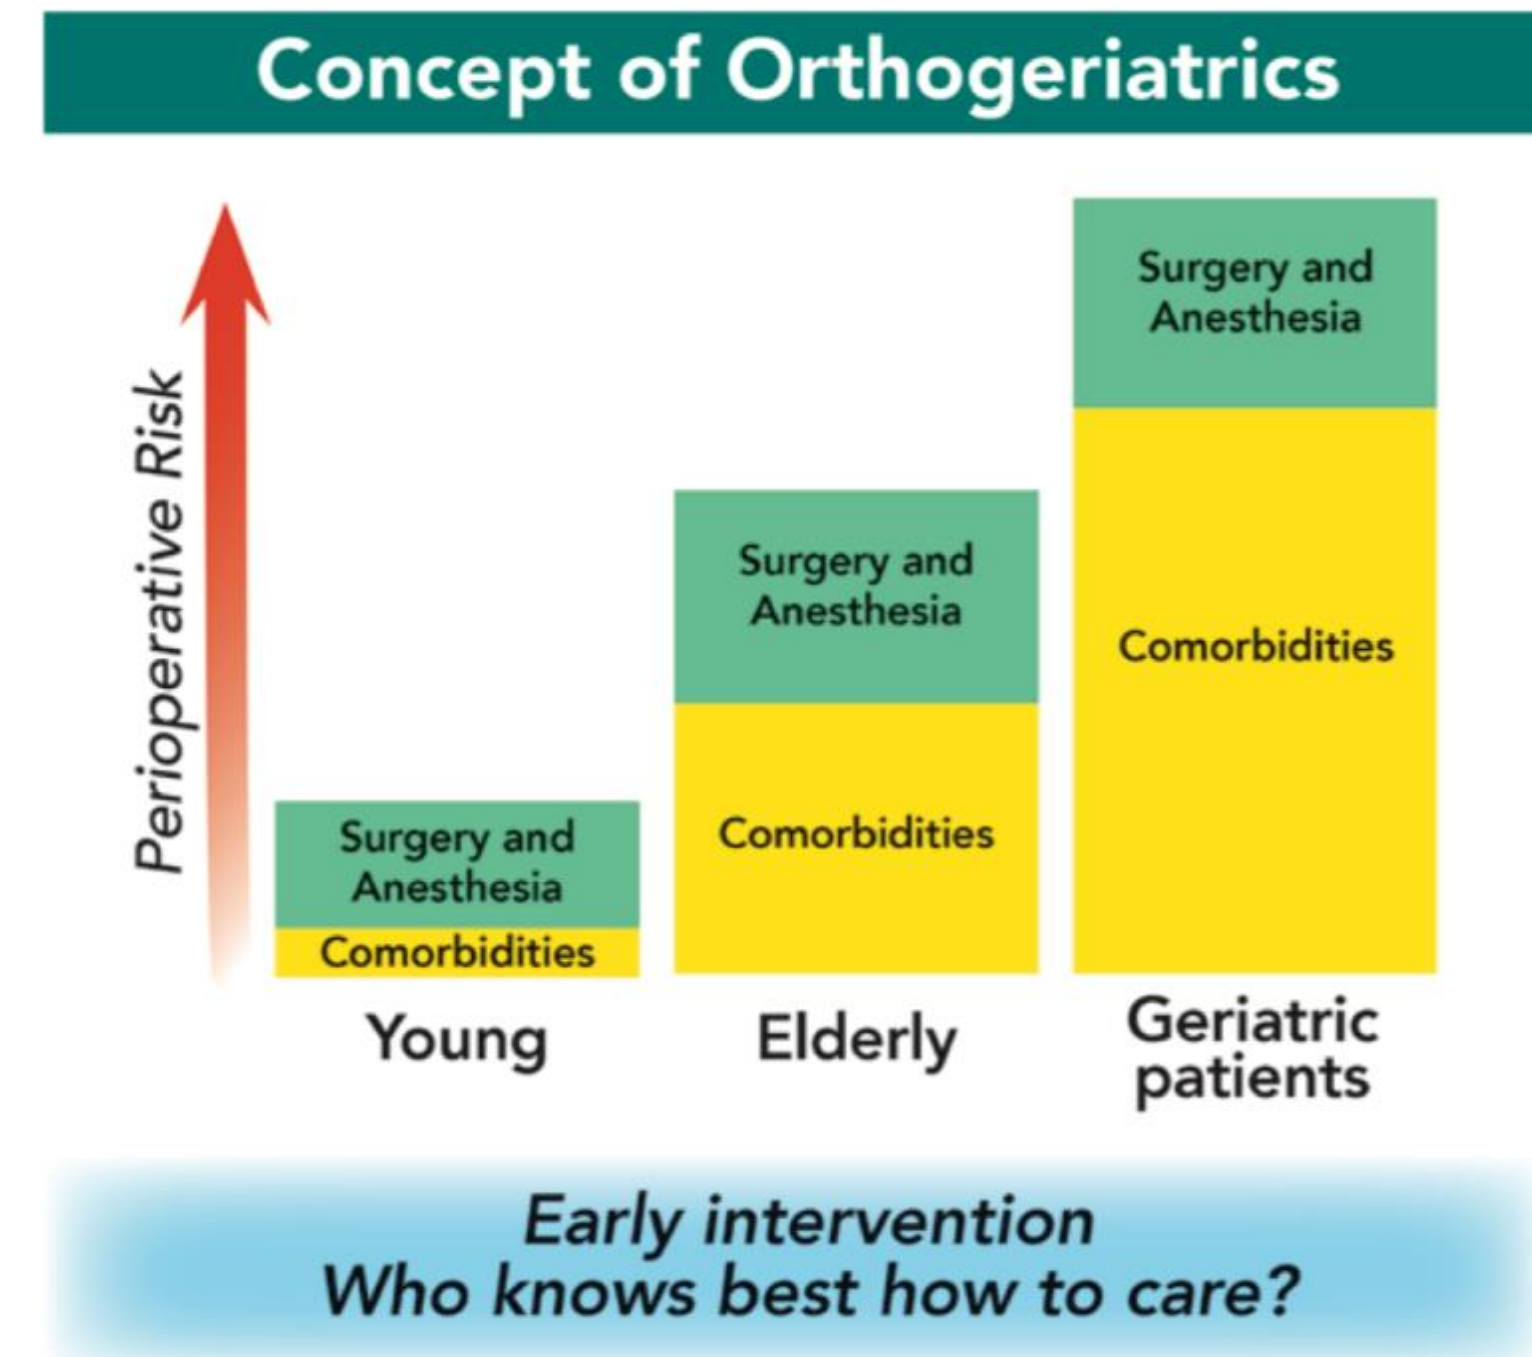 Concept of Orthogeriatrics
Perioperative Risk
Surgery and
Anesthesia
Comorbidities
Young
Surgery and
Anesthesia
Comorbidities
Elderly
Surgery and
Anesthesia
Comorbidities
Geriatric
patients
Early intervention
Who knows best how to care?